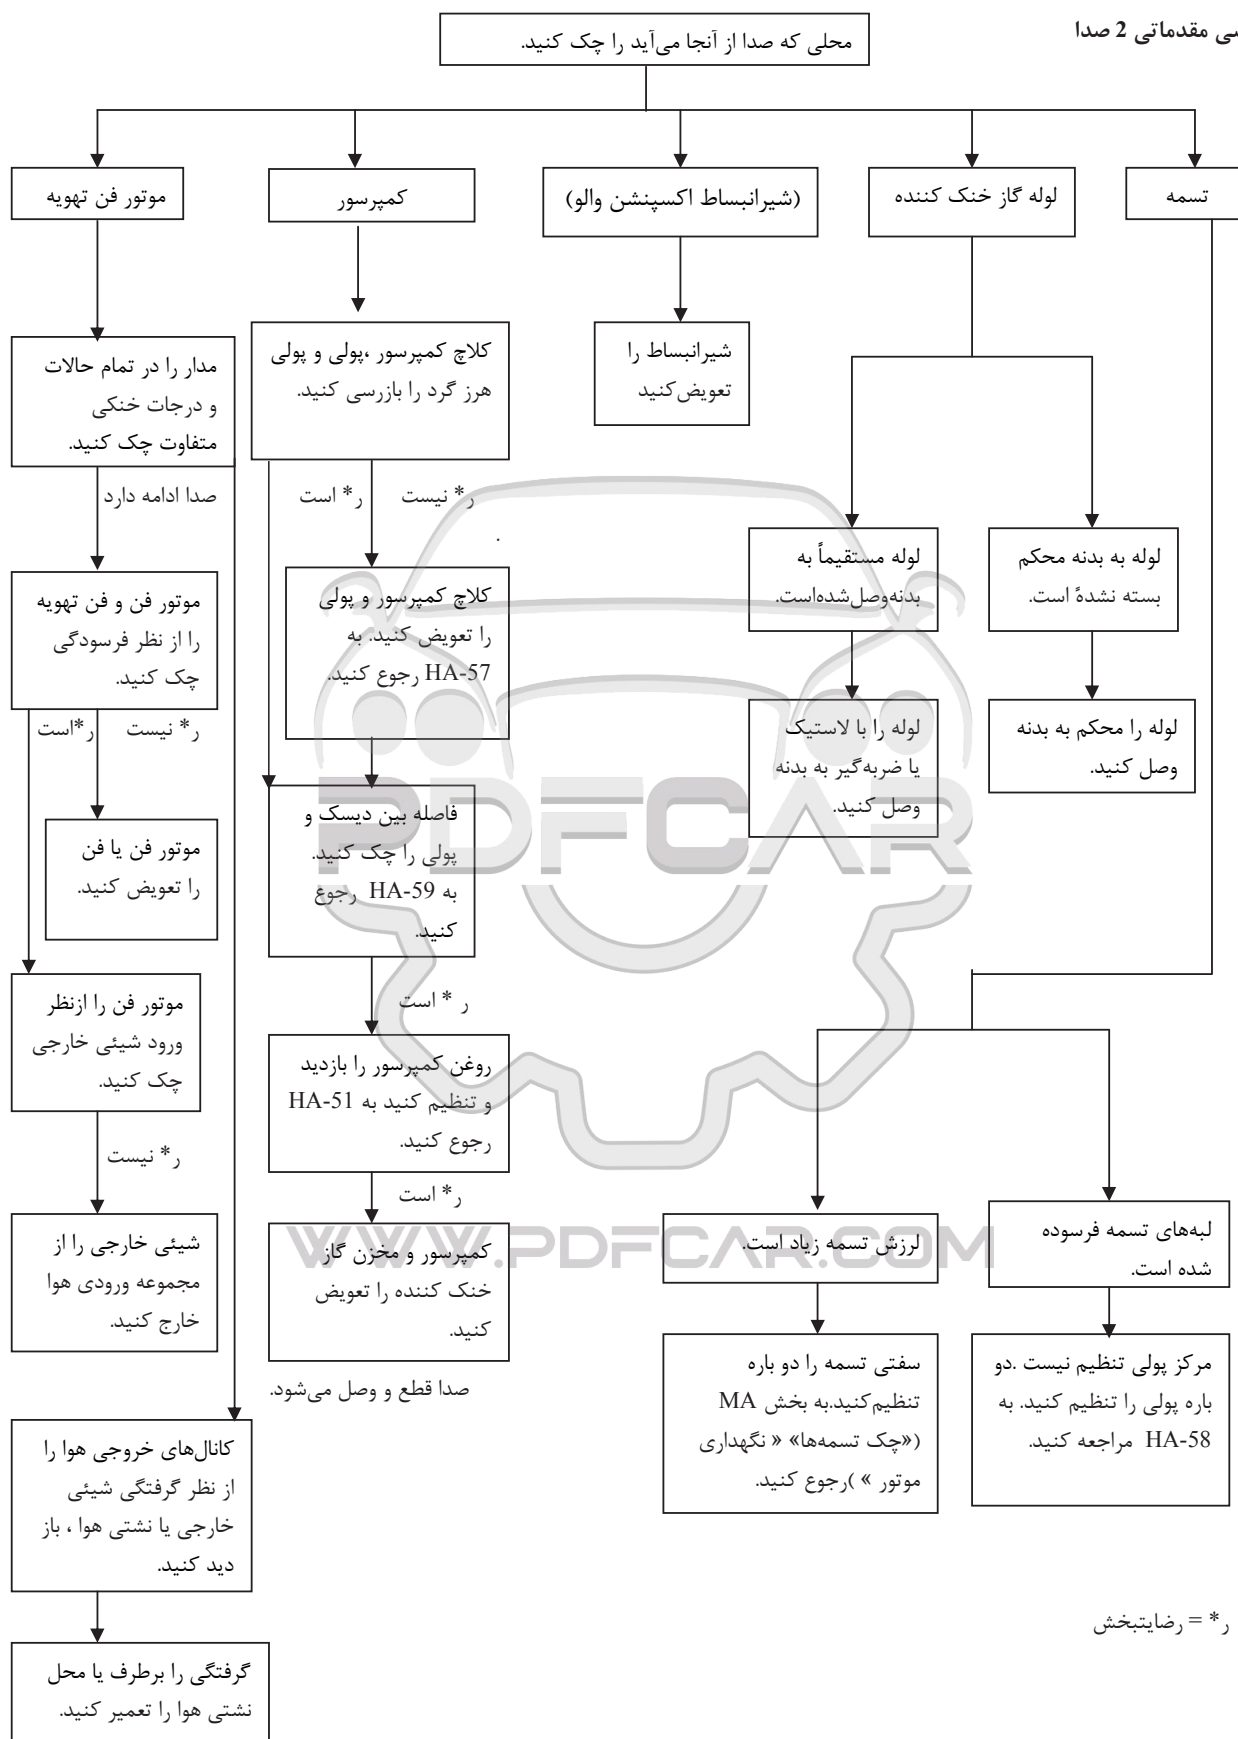 سی مقدماتی 2 صدا
محلی که صدا از آنجا می‌آید را چک کنید.
تسمه
لوله گاز خنک کننده
(شیرانبساط اکسپنشن والو)
کمپرسور
موتور فن تهویه
شیرانبساط را
تعویض‌کنید
کلاچ کمپرسور ،پولی و پولی
هرز گرد را بازرسی کنید.
مدار را در تمام حالات
و درجات خنکی
متفاوت چک کنید.
ر* نیست
ر* است
صدا ادامه دارد
.
لوله به بدنه محکم
بسته نشدهٔ است.
لوله مستقیماً به
بدنه‌وصل‌شده‌است.
کلاچ کمپرسور و پولی
را تعویض کنید. به
HA-57 رجوع کنید.
موتور فن و فن تهویه
را از نظر فرسودگی
چک کنید.
لوله را محکم به بدنه
وصل کنید.
لوله را با لاستیک
یا ضربه‌گیر به بدنه
وصل کنید.
ر* نیست
ر*است
فاصله بین دیسک و
پولی را چک کنید.
به HA-59 رجوع
کنید.
موتور فن یا فن
را تعویض کنید.
PDFCAR
ر * است
موتور فن را ازنظر
ورود شیئی خارجی
چک کنید.
روغن کمپرسور را بازدید
و تنظیم کنید به HA-51
رجوع کنید.
ر* نیست
ر* است
لبه‌های تسمه فرسوده
شده است.
لرزش تسمه زیاد است.
کمپرسور و مخزن گاز
خنک کننده را تعویض
کنید.
شیئی خارجی را از
مجموعه ورودی هوا
خارج کنید.
WWW.PDFCAR.COM
مرکز پولی تنظیم نیست .دو
باره پولی را تنظیم کنید. به
HA-58 مراجعه کنید.
سفتی تسمه را دو باره
تنظیم‌کنید.به بخش MA
(«چک تسمه‌ها» « نگهداری
موتور » )رجوع کنید.
صدا قطع و وصل می‌شود.
کانال‌های خروجی هوا را
از نظر گرفتگی شیئی
خارجی یا نشتی هوا ، باز
دید کنید.
ر* = رضایتبخش
گرفتگی را برطرف یا محل
نشتی هوا را تعمیر کنید.